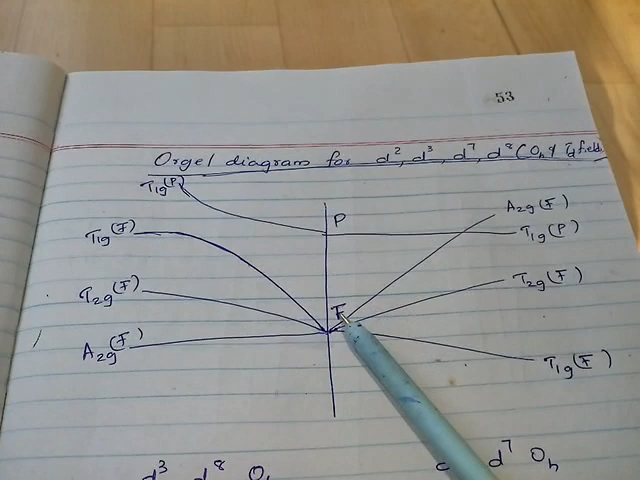 53
Orgel diagram for d², d³, d⁷, d⁸ (Oh & Td field
T1g(P)
P
A2g(F)
T1g(F)
T1g(P)
T2g(F)
T2g(F)
F
A2g(F)
T1g(F)
d³ d⁸ Oh
d⁷ Oh